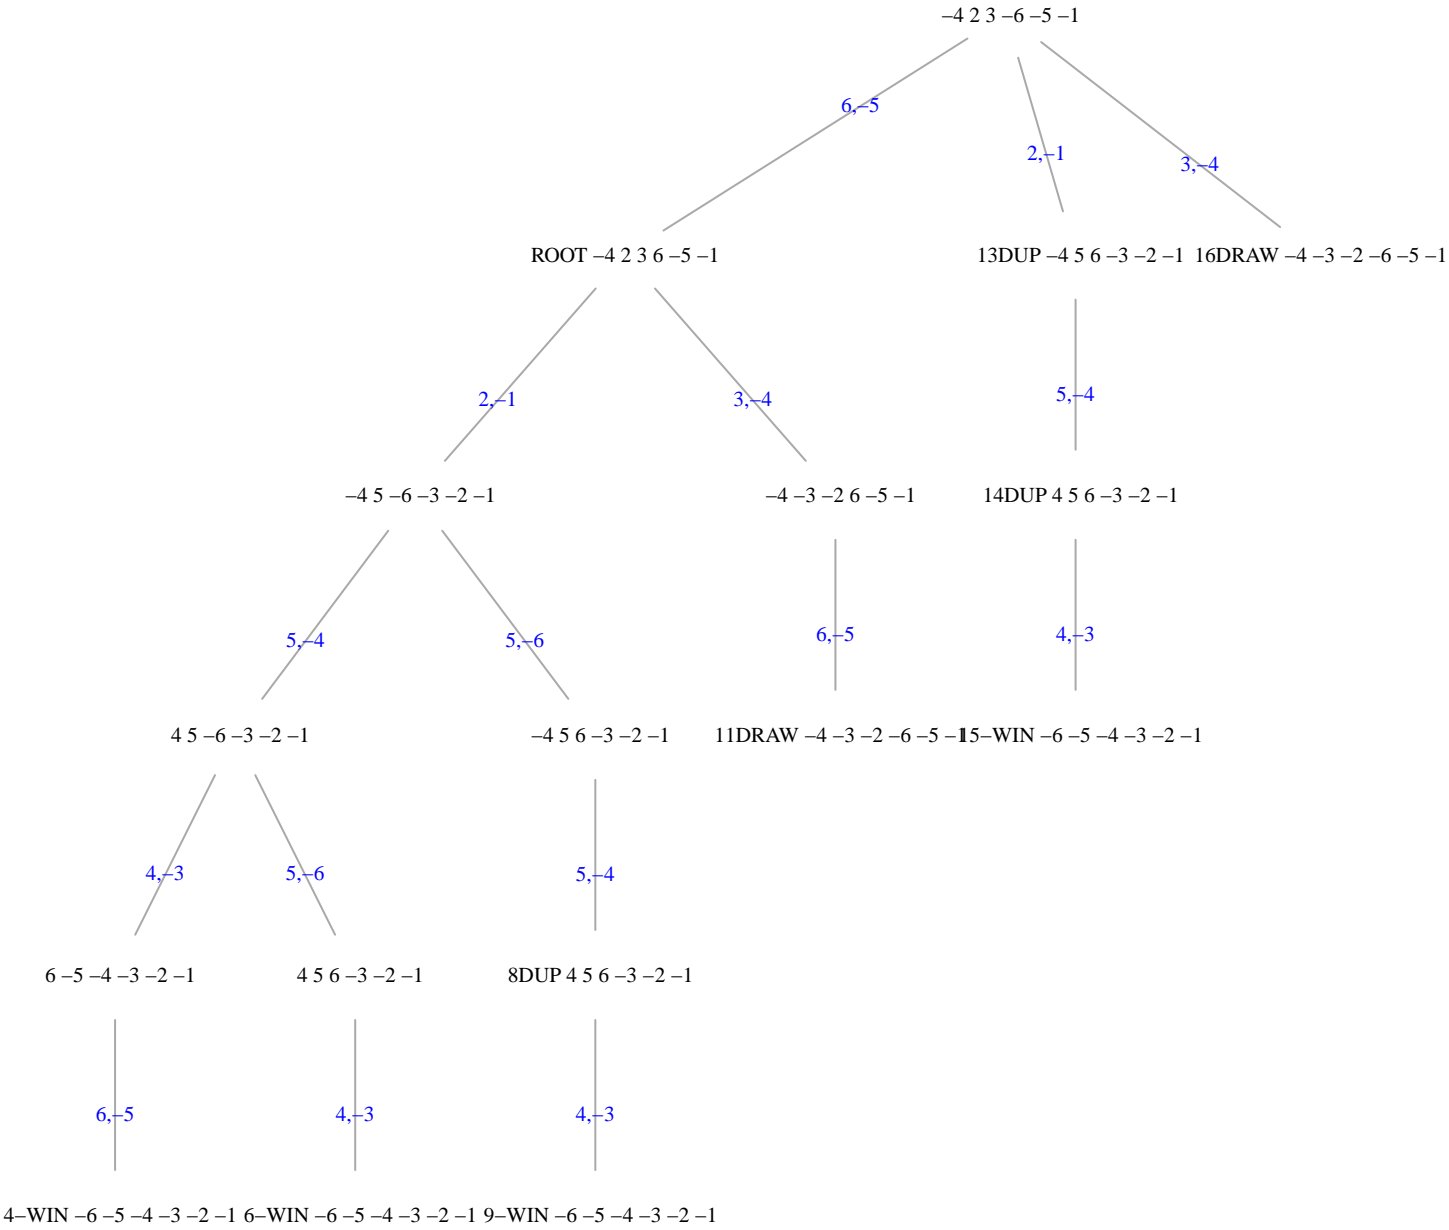 –4 2 3 –6 –5 –1
6,–5
2,–1
3,–4
ROOT –4 2 3 6 –5 –1
13DUP –4 5 6 –3 –2 –1
16DRAW –4 –3 –2 –6 –5 –1
2,–1
3,–4
5,–4
–4 5 –6 –3 –2 –1
–4 –3 –2 6 –5 –1
14DUP 4 5 6 –3 –2 –1
5,–4
5,–6
6,–5
4,–3
4 5 –6 –3 –2 –1
–4 5 6 –3 –2 –1
11DRAW –4 –3 –2 –6 –5 –1
15–WIN –6 –5 –4 –3 –2 –1
4,–3
5,–6
5,–4
6 –5 –4 –3 –2 –1
4 5 6 –3 –2 –1
8DUP 4 5 6 –3 –2 –1
6,–5
4,–3
4,–3
4–WIN –6 –5 –4 –3 –2 –1
6–WIN –6 –5 –4 –3 –2 –1
9–WIN –6 –5 –4 –3 –2 –1